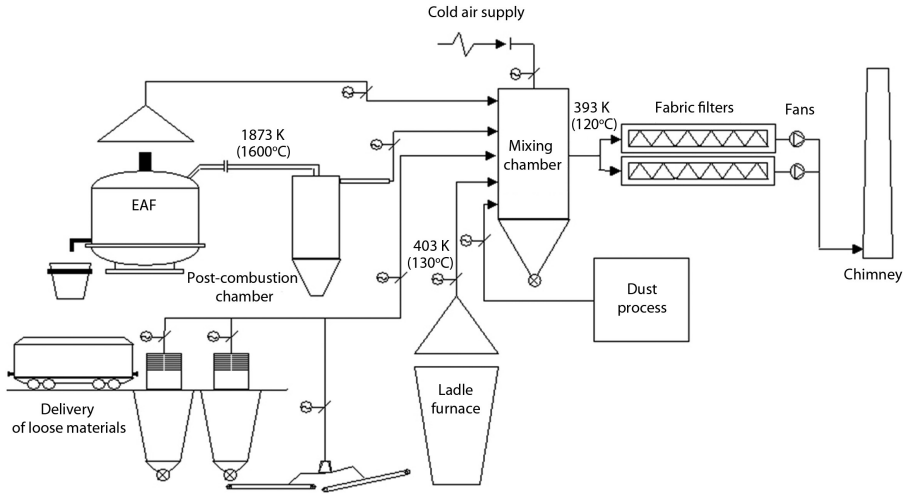 Cold air supply
1873 K
(1600°C)
393 K
(120°C)
Fabric filters
Fans
Mixing
chamber
EAF
403 K
(130°C)
Post-combustion
chamber
Chimney
Dust
process
Delivery
of loose materials
Ladle
furnace